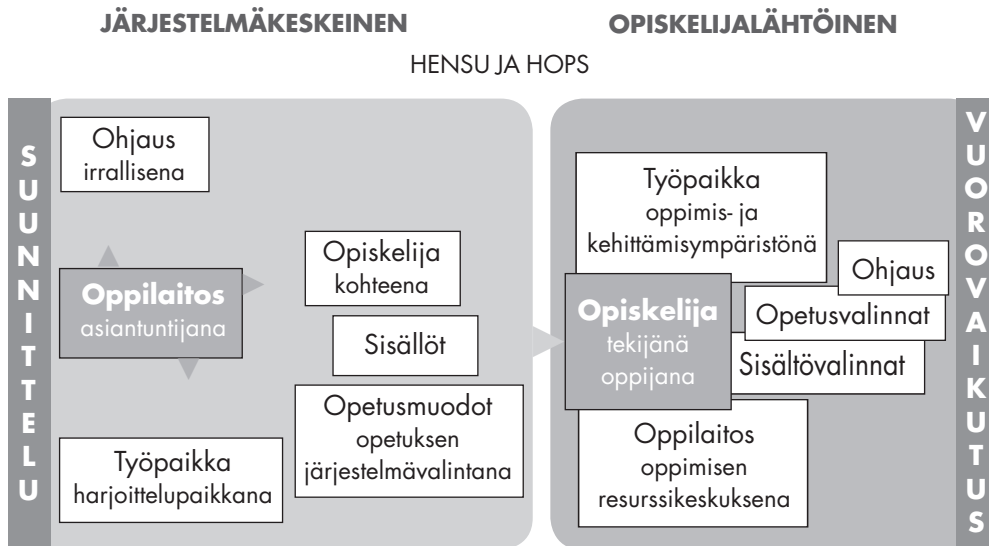 JÄRJESTELMÄKESKEINEN
OPISKELIJALÄHTÖINEN
HENSU JA HOPS
SUUNNITTELU
Ohjaus
irrallisena
Oppilaitos
asiantuntijana
Opiskelija
kohteena
Sisällöt
Opetusmuodot
opetuksen
järjestelmävalintana
Työpaikka
harjoittelupaikkana
Työpaikka
oppimis- ja
kehittämisympäristönä
Ohjaus
Opetusvalinnat
Sisältövalinnat
Opiskelija
tekijänä
oppijana
Oppilaitos
oppimisen
resurssikeskuksena
VUOROVAIKUTUS